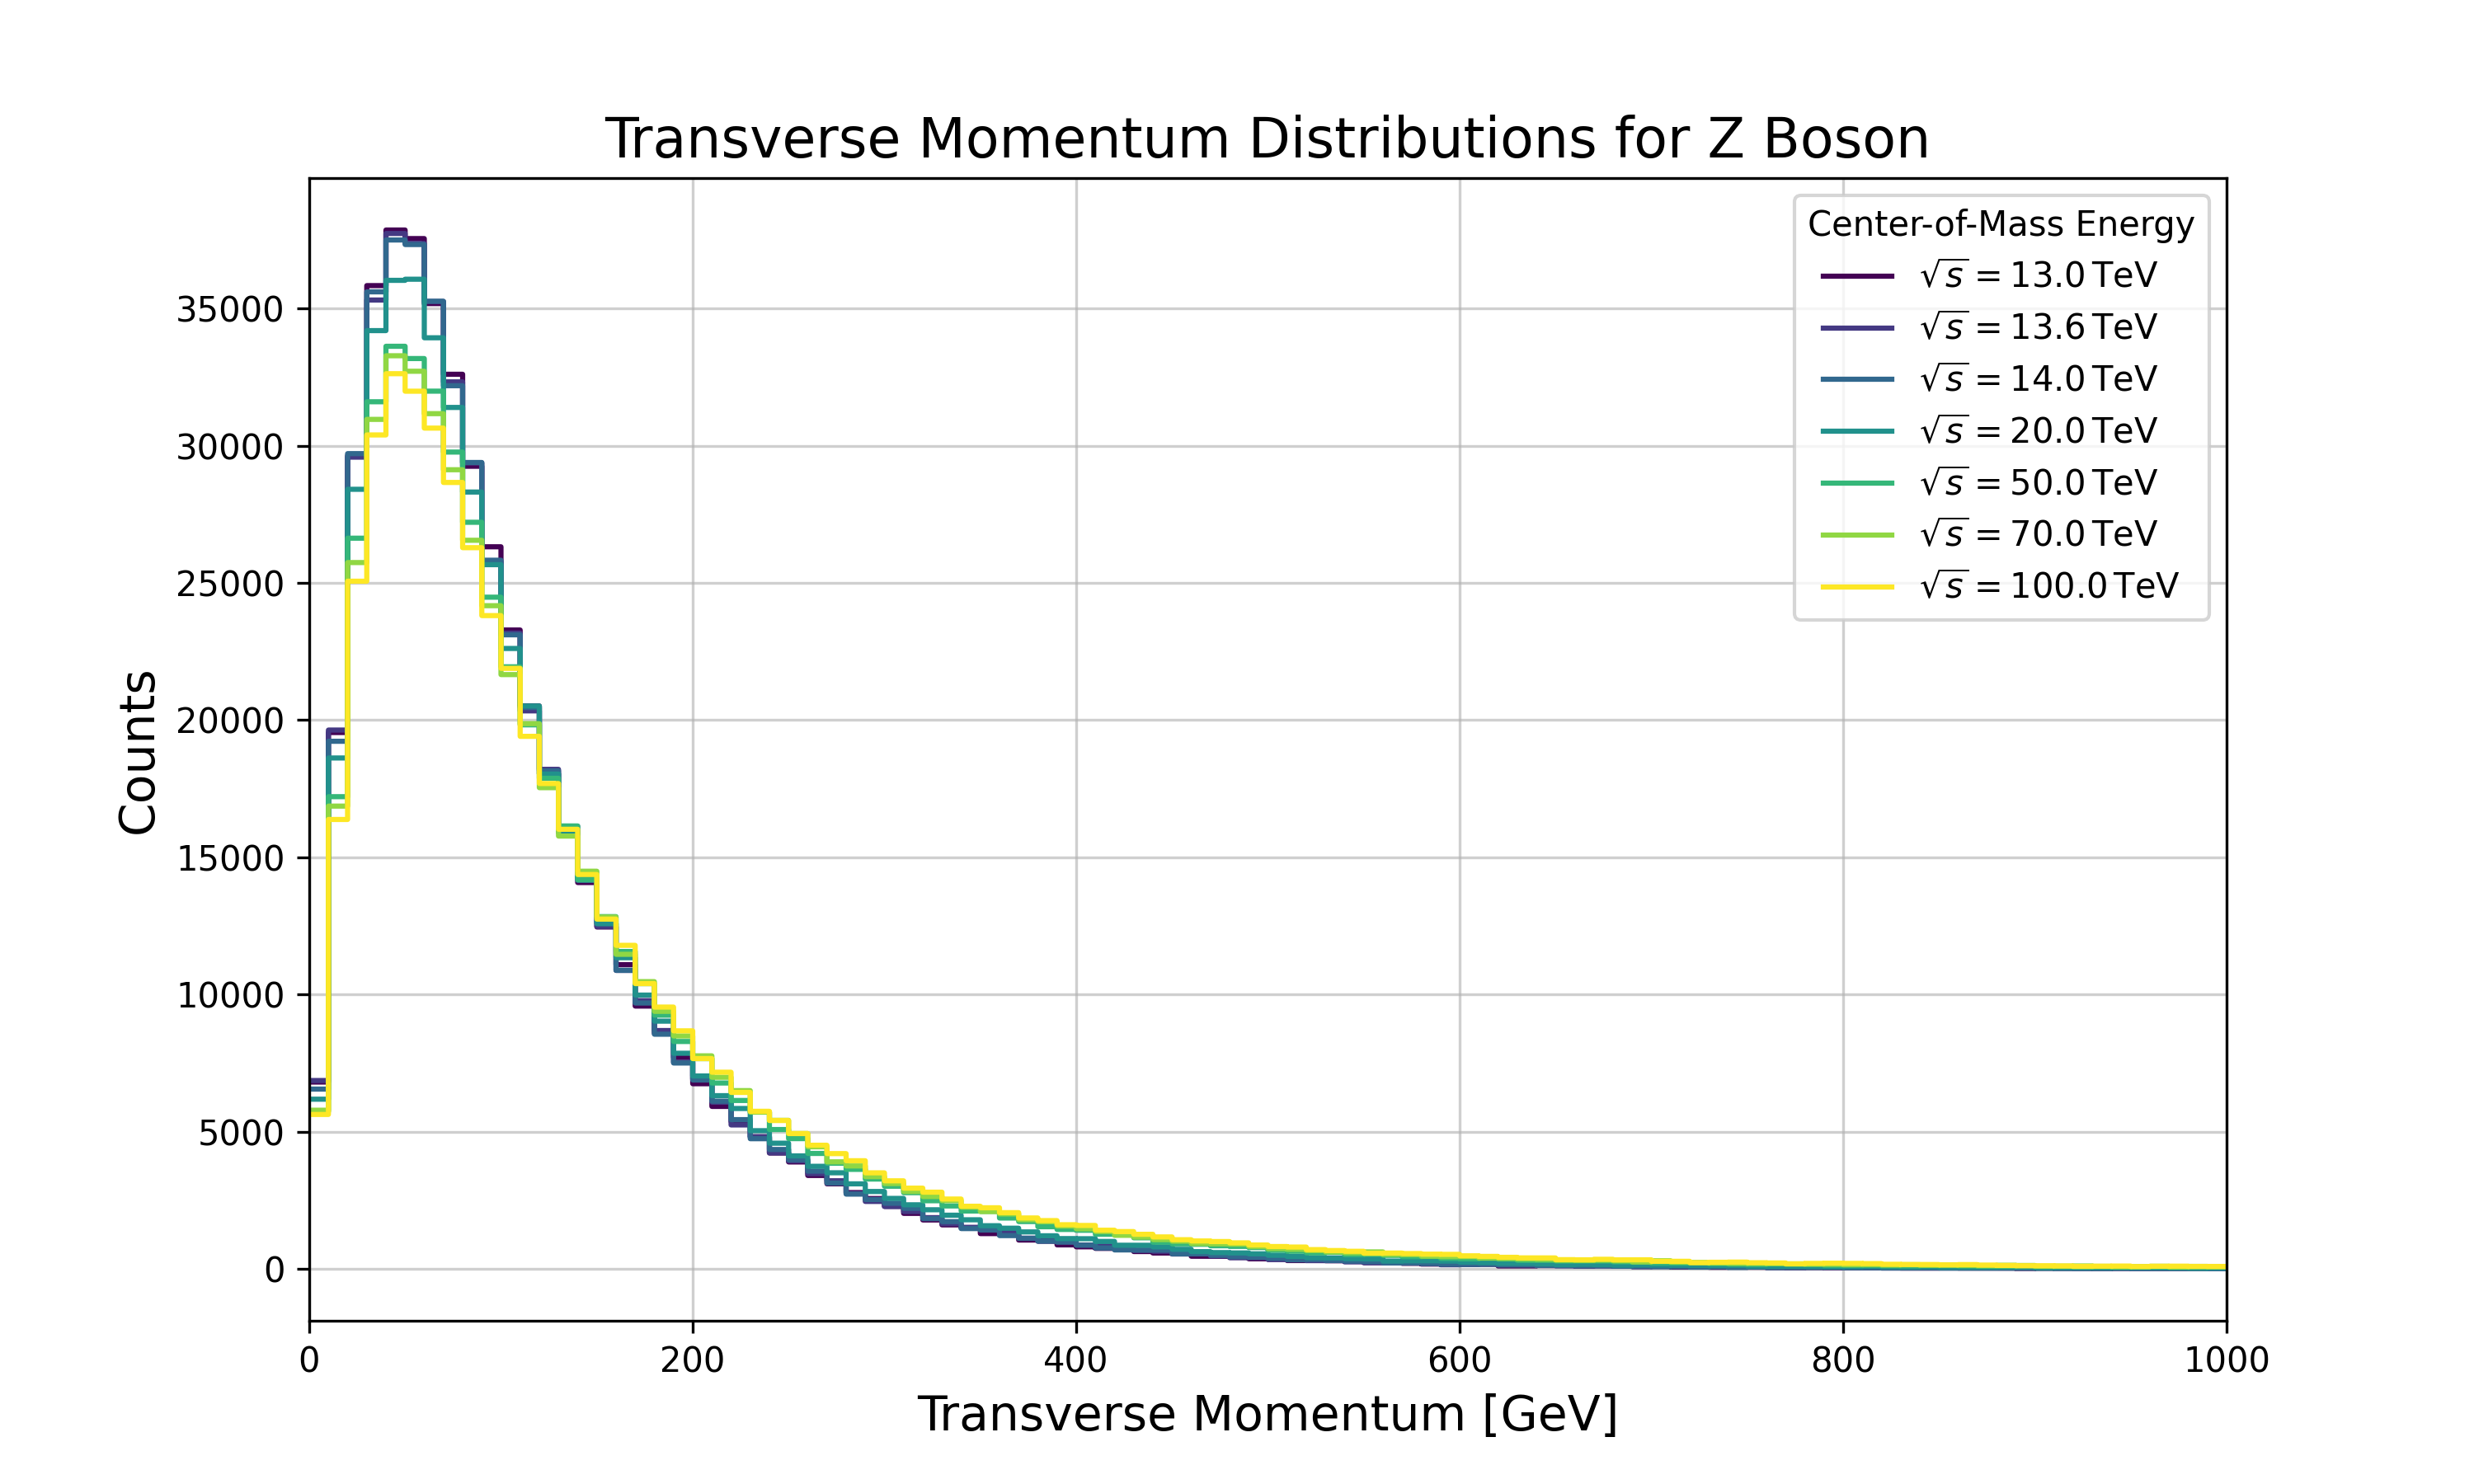 Transverse Momentum Distributions for Z Boson
Center-of-Mass Energy
√s = 13.0 TeV
√s = 13.6 TeV
√s = 14.0 TeV
√s = 20.0 TeV
√s = 50.0 TeV
√s = 70.0 TeV
√s = 100.0 TeV
Counts
35000
30000
25000
20000
15000
10000
5000
0
0 200 400 600 800 1000
Transverse Momentum [GeV]